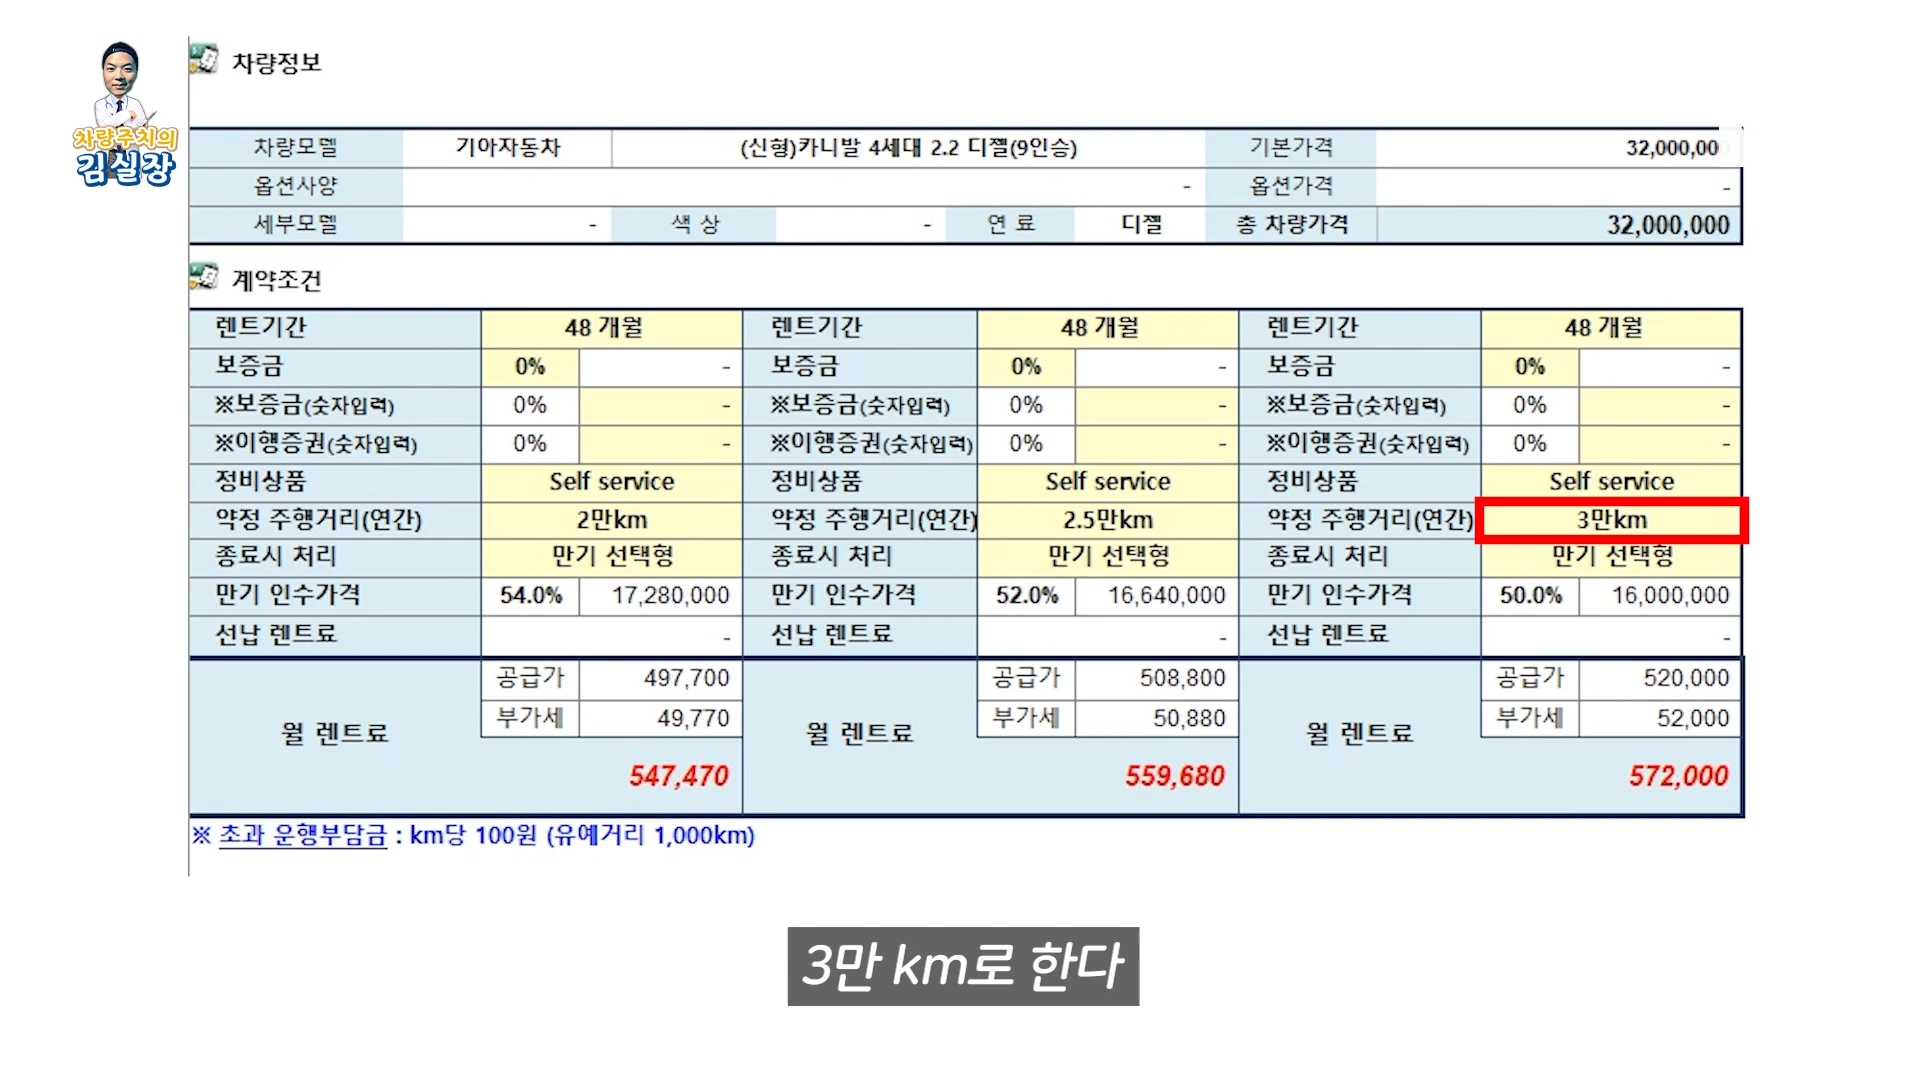 차량주치의
김실장
차량정보
차량모델 기아자동차 (신형)카니발 4세대 2.2 디젤(9인승) 기본가격 32,000,000
옵션사양 - 옵션가격 -
세부모델 - 색 상 - 연 료 디젤 총 차량가격 32,000,000
계약조건
렌트기간 48 개월 렌트기간 48 개월 렌트기간 48 개월
보증금 0% - 보증금 0% - 보증금 0% -
※보증금(숫자입력) 0% - ※보증금(숫자입력) 0% - ※보증금(숫자입력) 0% -
※이행증권(숫자입력) 0% - ※이행증권(숫자입력) 0% - ※이행증권(숫자입력) 0% -
정비상품 Self service 정비상품 Self service 정비상품 Self service
약정 주행거리(연간) 2만km 약정 주행거리(연간) 2.5만km 약정 주행거리(연간) 3만km
종료시 처리 만기 선택형 종료시 처리 만기 선택형 종료시 처리 만기 선택형
만기 인수가격 54.0% 17,280,000 만기 인수가격 52.0% 16,640,000 만기 인수가격 50.0% 16,000,000
선납 렌트료 - 선납 렌트료 - 선납 렌트료 -
공급가 497,700 공급가 508,800 공급가 520,000
부가세 49,770 부가세 50,880 부가세 52,000
월 렌트료 월 렌트료 월 렌트료
547,470 559,680 572,000
※ 초과 운행부담금 : km당 100원 (유예거리 1,000km)
3만 km로 한다